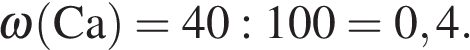 ω(Ca) = 40 : 100 = 0,4.